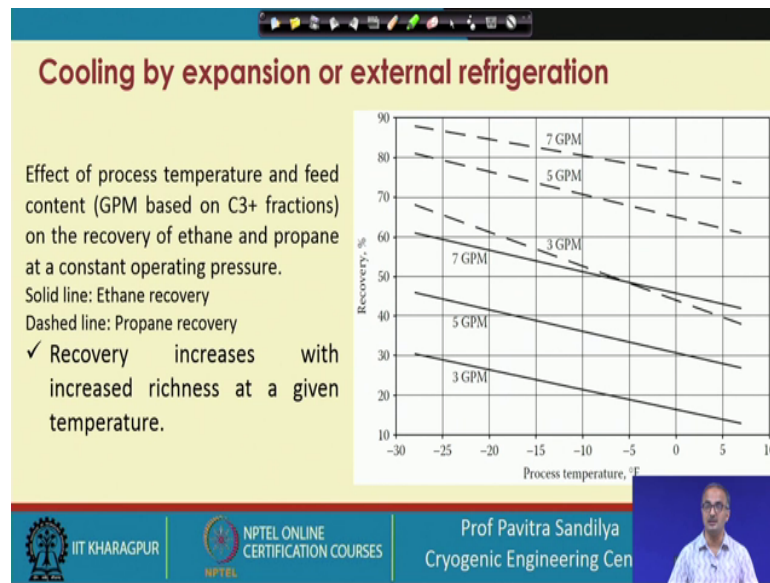 Cooling by expansion or external refrigeration
Effect of process temperature and feed
content (GPM based on C3+ fractions)
on the recovery of ethane and propane
at a constant operating pressure.
Solid line: Ethane recovery
Dashed line: Propane recovery
✓ Recovery increases with
increased richness at a given
temperature.
90
80
70
60
50
40
30
20
10
Recovery, %
7 GPM
5 GPM
3 GPM
7 GPM
5 GPM
3 GPM
−30 −25 −20 −15 −10 −5 0 5 10
Process temperature, °F
IIT KHARAGPUR
NPTEL
NPTEL ONLINE
CERTIFICATION COURSES
Prof Pavitra Sandilya
Cryogenic Engineering Cen